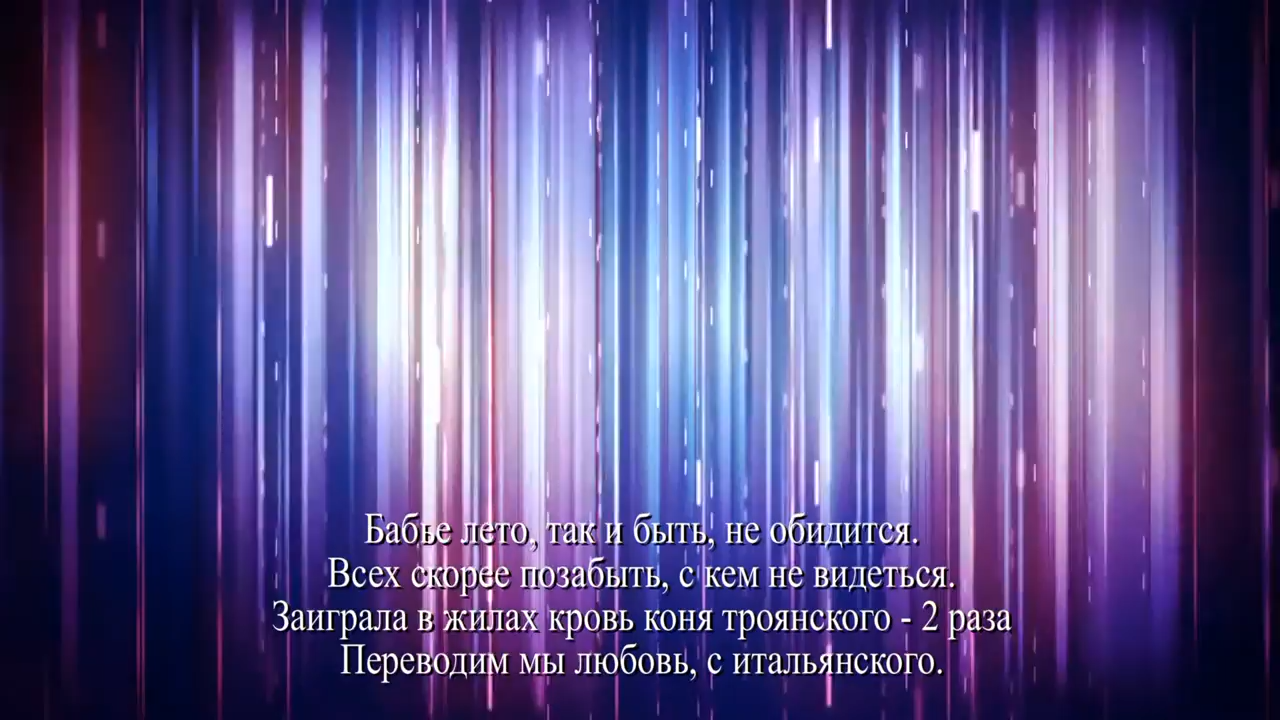 Бабье лето, так и быть, не обидится.
Всех скорее позабыть, с кем не видеться.
Заиграла в жилах кровь коня троянского - 2 раза
Переводим мы любовь, с итальянского.